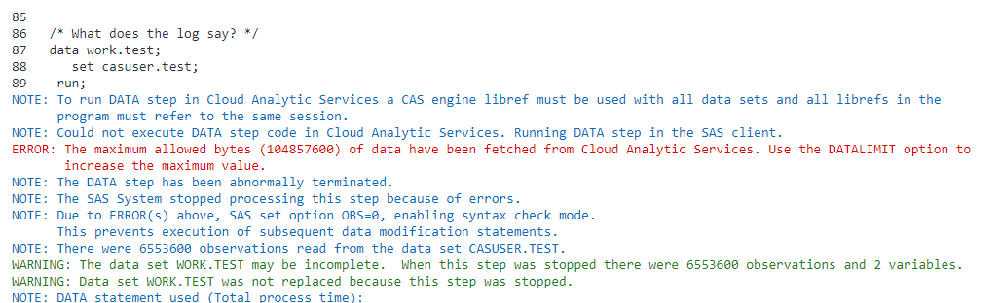 85
86 /* What does the log say? */
87 data work.test;
88 set casuser.test;
89 run;
NOTE: To run DATA step in Cloud Analytic Services a CAS engine libref must be used with all data sets and all librefs in the
program must refer to the same session.
NOTE: Could not execute DATA step code in Cloud Analytic Services. Running DATA step in the SAS client.
ERROR: The maximum allowed bytes (104857600) of data have been fetched from Cloud Analytic Services. Use the DATALIMIT option to
increase the maximum value.
NOTE: The DATA step has been abnormally terminated.
NOTE: The SAS System stopped processing this step because of errors.
NOTE: Due to ERROR(s) above, SAS set option OBS=0, enabling syntax check mode.
This prevents execution of subsequent data modification statements.
NOTE: There were 6553600 observations read from the data set CASUSER.TEST.
WARNING: The data set WORK.TEST may be incomplete.  When this step was stopped there were 6553600 observations and 2 variables.
WARNING: Data set WORK.TEST was not replaced because this step was stopped.
NOTE: DATA statement used (Total process time):